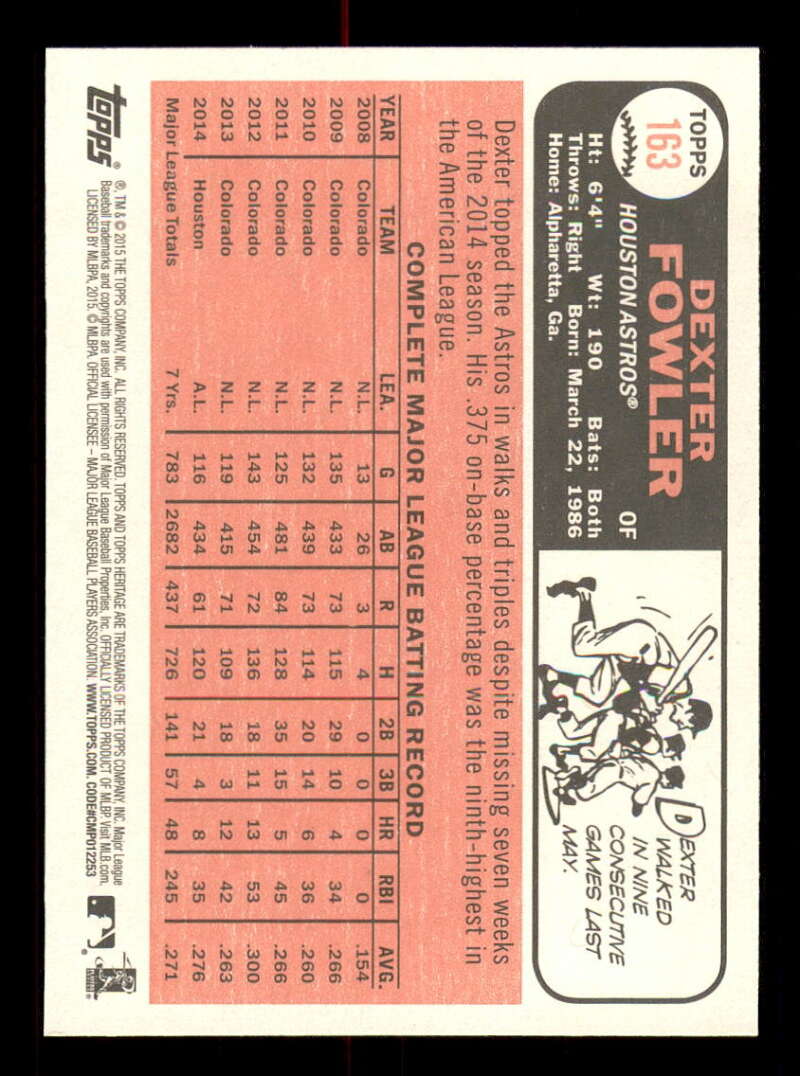 TOPPS
163
DEXTER
FOWLER
OF
HOUSTON ASTROS®
Ht: 6'4" Wt: 190 Bats: Both
Throws: Right Born: March 22, 1986
Home: Alpharetta, Ga.
DEXTER
WALKED
IN NINE
CONSECUTIVE
GAMES LAST
MAY.
Dexter topped the Astros in walks and triples despite missing seven weeks
of the 2014 season. His .375 on-base percentage was the ninth-highest in
the American League.
COMPLETE MAJOR LEAGUE BATTING RECORD
YEAR TEAM LEA. G AB R H 2B 3B HR RBI AVG.
2008 Colorado N.L. 13 26 3 4 0 0 0 0 .154
2009 Colorado N.L. 135 433 73 115 29 10 4 34 .266
2010 Colorado N.L. 132 439 73 114 20 14 6 36 .260
2011 Colorado N.L. 125 481 84 128 35 15 5 45 .266
2012 Colorado N.L. 143 454 72 136 18 11 13 53 .300
2013 Colorado N.L. 119 415 71 109 18 3 12 42 .263
2014 Houston A.L. 116 434 61 120 21 4 8 35 .276
Major League Totals 7 Yrs. 783 2682 437 726 141 57 48 245 .271
topps®
®, TM & © 2015 THE TOPPS COMPANY, INC. ALL RIGHTS RESERVED. TOPPS AND TOPPS HERITAGE ARE TRADEMARKS OF THE TOPPS COMPANY, INC. Major League
Baseball trademarks and copyrights are used with permission of Major League Baseball Properties, Inc. OFFICIALLY LICENSED PRODUCT OF MLBP. Visit MLB.com.
LICENSED BY MLBPA, 2015. © MLBPA. OFFICIAL LICENSEE – MAJOR LEAGUE BASEBALL PLAYERS ASSOCIATION. WWW.TOPPS.COM. CODE#CMP012253